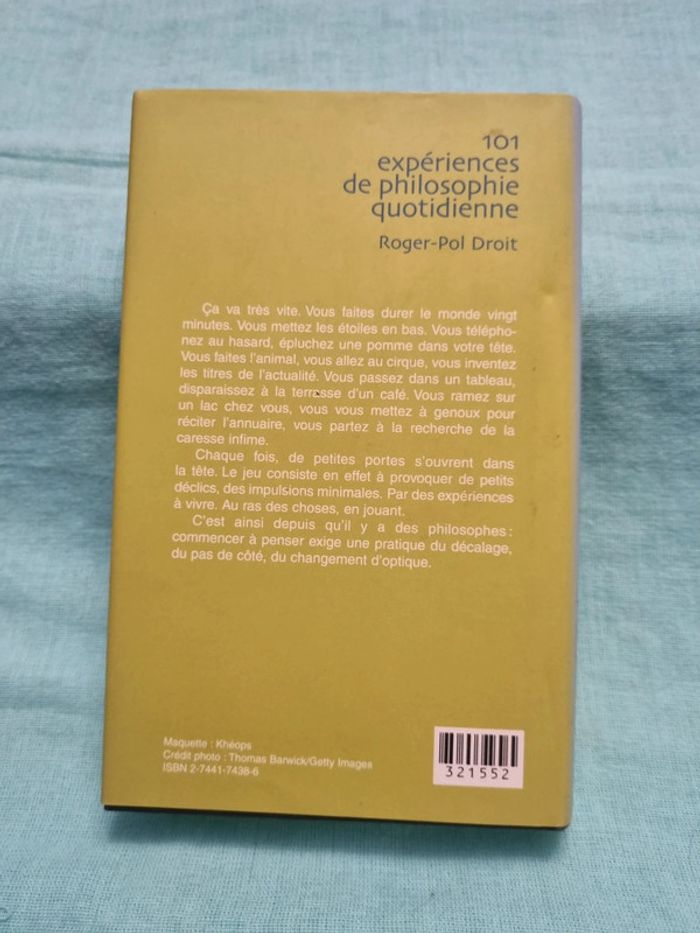 101
expériences
de philosophie
quotidienne
Roger-Pol Droit
Ça va très vite. Vous faites durer le monde vingt
minutes. Vous mettez les étoiles en bas. Vous télépho-
nez au hasard, épluchez une pomme dans votre tête.
Vous faites l'animal, vous allez au cirque, vous inventez
les titres de l'actualité. Vous passez dans un tableau,
disparaissez à la terrasse d'un café. Vous ramez sur
un lac chez vous, vous vous mettez à genoux pour
réciter l'annuaire, vous partez à la recherche de la
caresse infime.
Chaque fois, de petites portes s'ouvrent dans
la tête. Le jeu consiste en effet à provoquer de petits
déclics, des impulsions minimales. Par des expériences
à vivre. Au ras des choses, en jouant.
C'est ainsi depuis qu'il y a des philosophes :
commencer à penser exige une pratique du décalage,
du pas de côté, du changement d'optique.
Maquette : Khéops
Crédit photo : Thomas Barwick/Getty Images
ISBN 2-7441-7438-6
321552